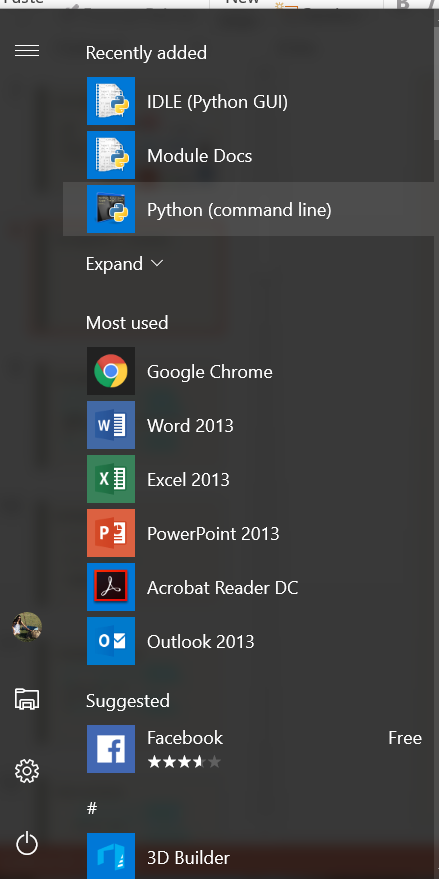 New
B
Recently added
IDLE (Python GUI)
Module Docs
Python (command line)
Expand
Most used
Google Chrome
Word 2013
Excel 2013
PowerPoint 2013
Acrobat Reader DC
Outlook 2013
Suggested
Facebook Free
#
3D Builder